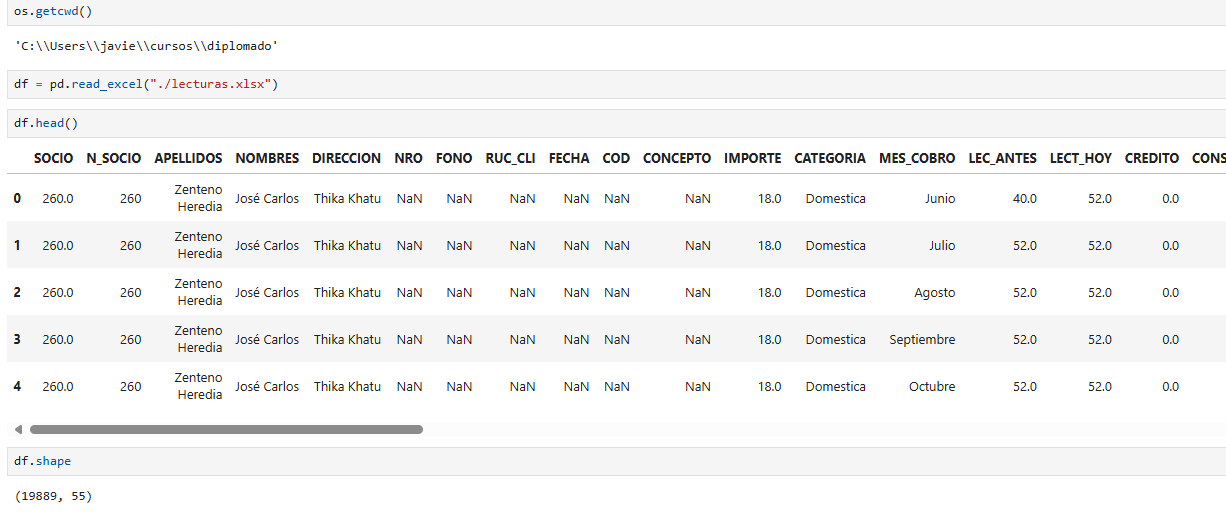 os.getcwd()
'C:\\Users\\javie\\cursos\\diplomado'
df = pd.read_excel("./lecturas.xlsx")
df.head()
SOCIO N_SOCIO APELLIDOS NOMBRES DIRECCION NRO FONO RUC_CLI FECHA COD CONCEPTO IMPORTE CATEGORIA MES_COBRO LEC_ANTES LECT_HOY CREDITO CONS
0 260.0 260 Zenteno Heredia José Carlos Thika Khatu NaN NaN NaN NaN NaN NaN 18.0 Domestica Junio 40.0 52.0 0.0
1 260.0 260 Zenteno Heredia José Carlos Thika Khatu NaN NaN NaN NaN NaN NaN 18.0 Domestica Julio 52.0 52.0 0.0
2 260.0 260 Zenteno Heredia José Carlos Thika Khatu NaN NaN NaN NaN NaN NaN 18.0 Domestica Agosto 52.0 52.0 0.0
3 260.0 260 Zenteno Heredia José Carlos Thika Khatu NaN NaN NaN NaN NaN NaN 18.0 Domestica Septiembre 52.0 52.0 0.0
4 260.0 260 Zenteno Heredia José Carlos Thika Khatu NaN NaN NaN NaN NaN NaN 18.0 Domestica Octubre 52.0 52.0 0.0
df.shape
(19889, 55)